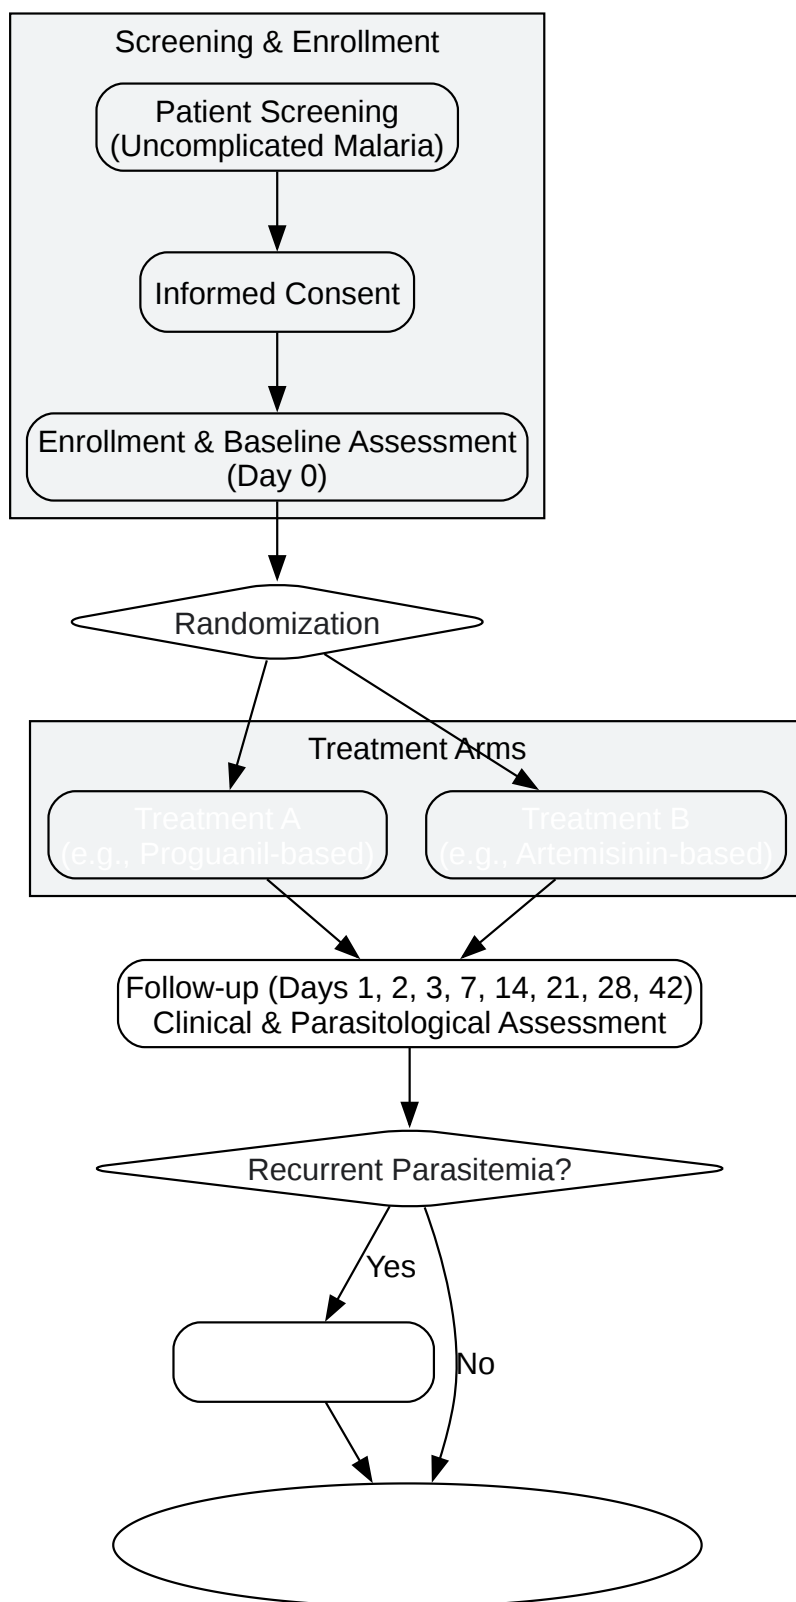 Screening & Enrollment
Patient Screening
(Uncomplicated Malaria)
Informed Consent
Enrollment & Baseline Assessment
(Day 0)
Randomization
Treatment Arms
Treatment A
(e.g., Proguanil-based)
Treatment B
(e.g., Artemisinin-based)
Follow-up (Days 1, 2, 3, 7, 14, 21, 28, 42)
Clinical & Parasitological Assessment
Recurrent Parasitemia?
Yes
No